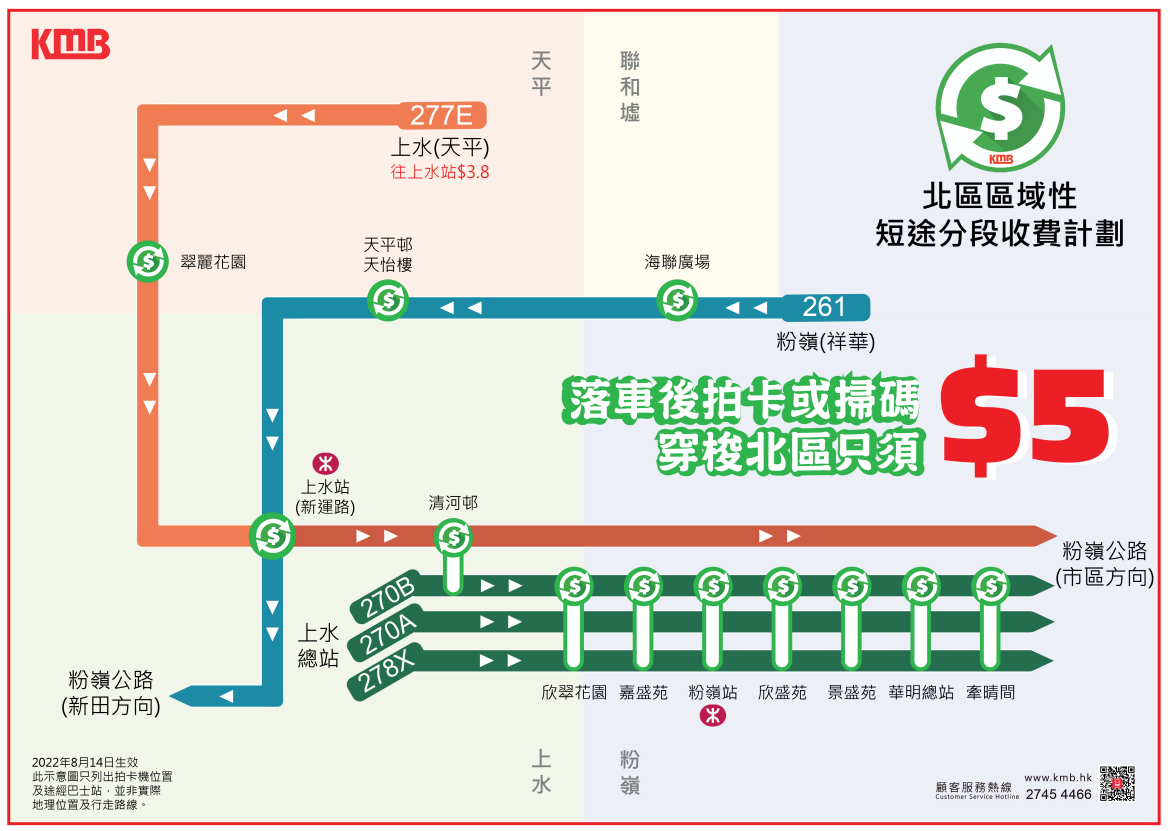 KMB
天平
聯和墟
277E
上水(天平)
往上水站$3.8
$
KMB
北區區域性
短途分段收費計劃
$
翠麗花園
天平邨
天怡樓
$
海聯廣場
$
261
粉嶺(祥華)
落車後拍卡或掃碼
穿梭北區只須
$5
上水站
(新運路)
$
清河邨
$
粉嶺公路
(市區方向)
270B
270A
278X
上水
總站
$
$
$
$
$
$
$
欣翠花園
嘉盛苑
粉嶺站
欣盛苑
景盛苑
華明總站
牽晴間
粉嶺公路
(新田方向)
上水
粉嶺
2022年8月14日生效
此示意圖只列出拍卡機位置
及途經巴士站，並非實際
地理位置及行走路線。
顧客服務熱線
Customer Service Hotline
www.kmb.hk
2745 4466